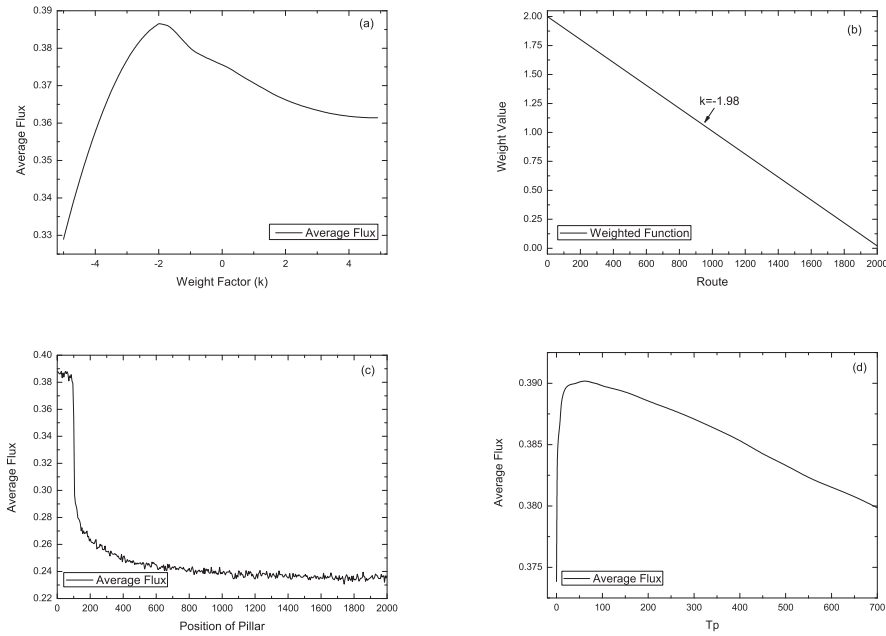 (a)
0.39
0.37
0.36
0.34
0.33
Average Flux
-4 -2 0 2 4
Weight Factor (k)
Average Flux
(b)
2.00
1.75
1.50
1.25
1.00
0.75
0.50
0.25
0.00
Weight Value
k=-1.98
Weighted Function
0 200 400 600 800 1000 1200 1400 1600 1800 2000
Route
(c)
0.40
0.38
0.36
0.34
0.32
0.30
0.28
0.26
0.24
0.22
Average Flux
Average Flux
0 200 400 600 800 1000 1200 1400 1600 1800 2000
Position of Pillar
(d)
0.390
0.385
0.380
0.375
Average Flux
Average Flux
0 100 200 300 400 500 600 700
Tp